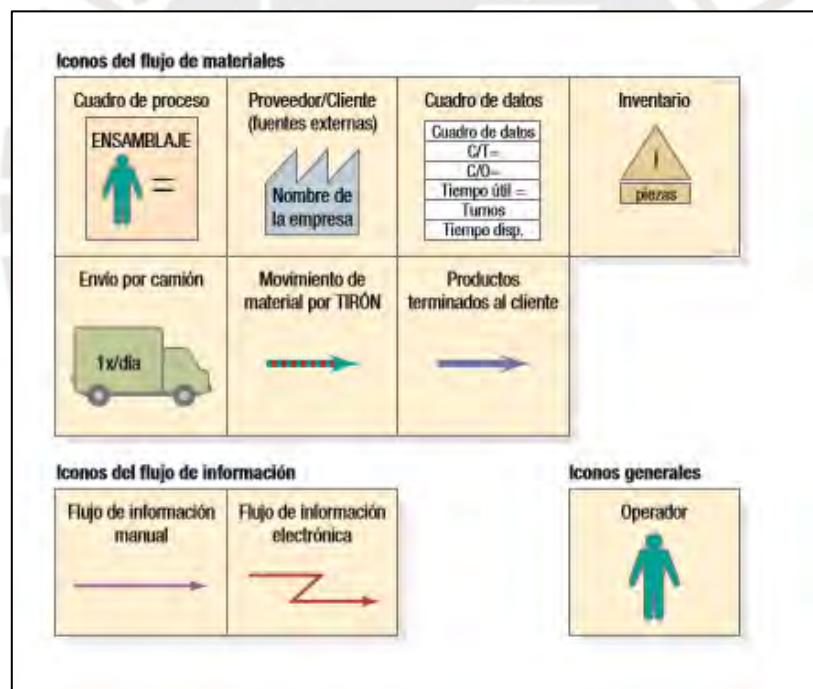 Iconos del flujo de materiales
Cuadro de proceso
ENSAMBLAJE
Proveedor/Cliente
(fuentes externas)
Nombre de
la empresa
Cuadro de datos
Cuadro de datos
C/T=
C/O=
Tiempo útil =
Turnos
Tiempo disp.
Inventario
I
piezas
Envío por camión
1x/día
Movimiento de
material por TIRÓN
Productos
terminados al cliente
Iconos del flujo de información
Flujo de información
manual
Flujo de información
electrónica
Iconos generales
Operador